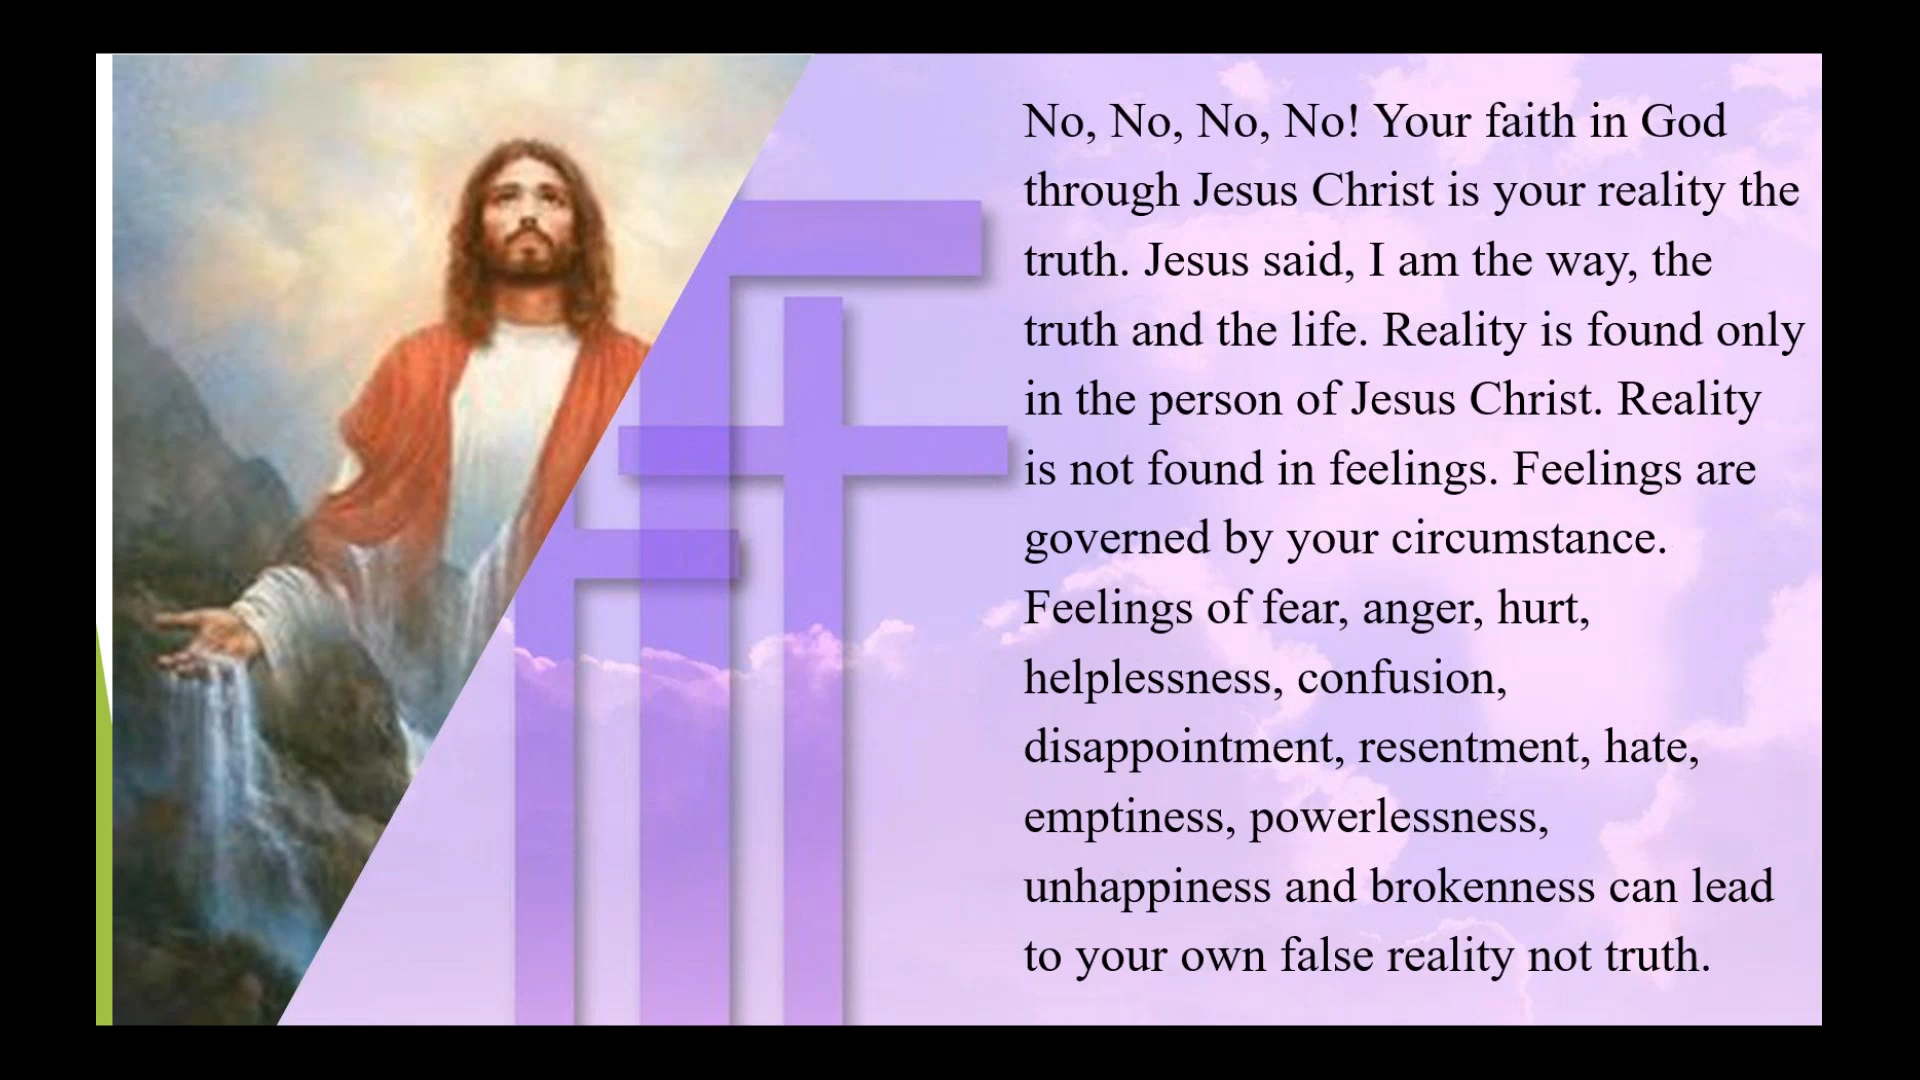 No, No, No, No! Your faith in God
through Jesus Christ is your reality the
truth. Jesus said, I am the way, the
truth and the life. Reality is found only
in the person of Jesus Christ. Reality
is not found in feelings. Feelings are
governed by your circumstance.
Feelings of fear, anger, hurt,
helplessness, confusion,
disappointment, resentment, hate,
emptiness, powerlessness,
unhappiness and brokenness can lead
to your own false reality not truth.